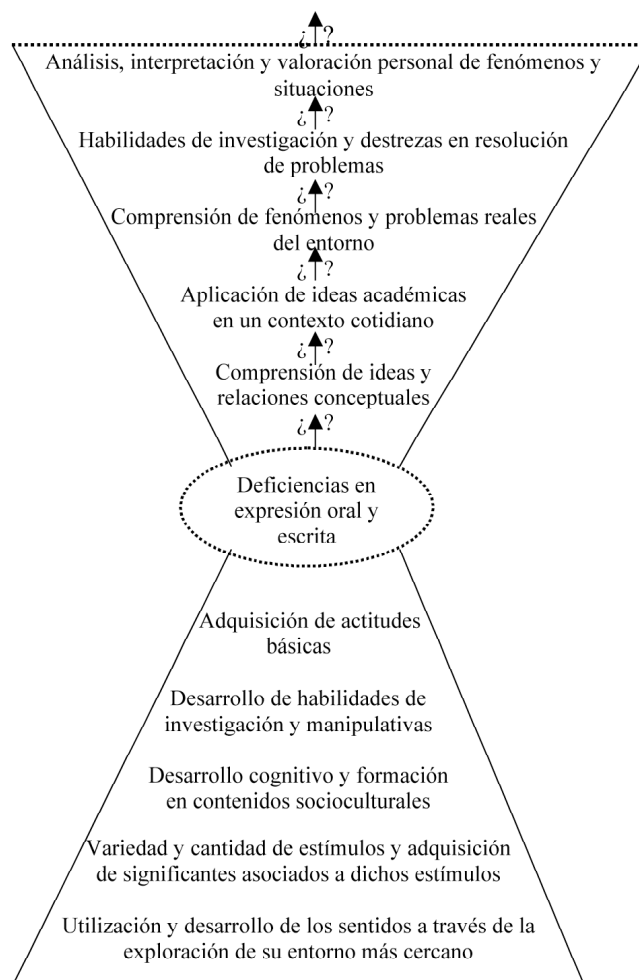 ¿ ?
Análisis, interpretación y valoración personal de fenómenos y
situaciones
¿ ?
Habilidades de investigación y destrezas en resolución
de problemas
¿ ?
Comprensión de fenómenos y problemas reales
del entorno
¿ ?
Aplicación de ideas académicas
en un contexto cotidiano
¿ ?
Comprensión de ideas y
relaciones conceptuales
¿ ?
Deficiencias en
expresión oral y
escrita
Adquisición de actitudes
básicas
Desarrollo de habilidades de
investigación y manipulativas
Desarrollo cognitivo y formación
en contenidos socioculturales
Variedad y cantidad de estímulos y adquisición
de significantes asociados a dichos estímulos
Utilización y desarrollo de los sentidos a través de la
exploración de su entorno más cercano